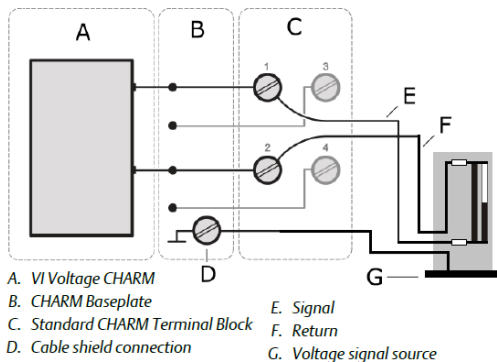 A
B
C
1
3
E
F
2
4
D
G
A. VI Voltage CHARM
B. CHARM Baseplate
C. Standard CHARM Terminal Block
D. Cable shield connection
E. Signal
F. Return
G. Voltage signal source